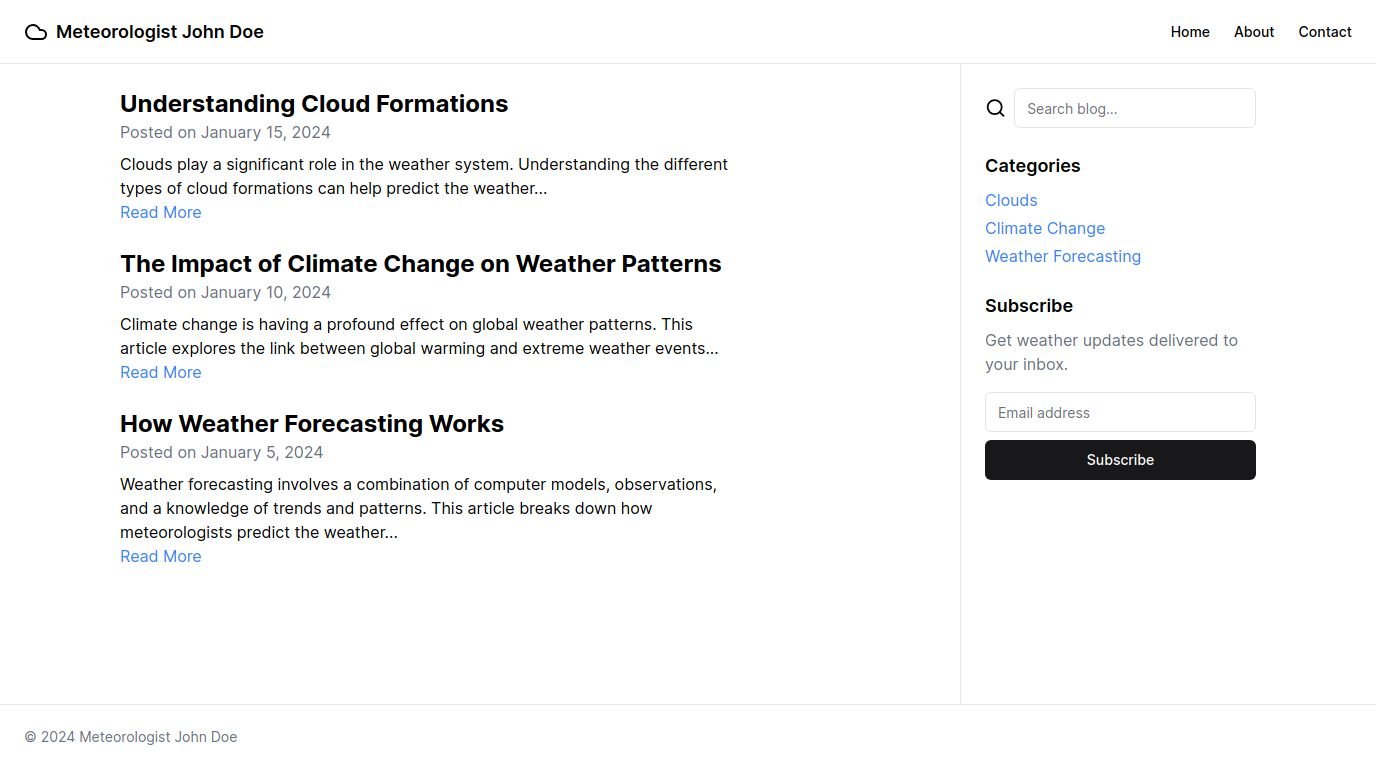 Meteorologist John Doe
Home About Contact
Understanding Cloud Formations
Posted on January 15, 2024
Clouds play a significant role in the weather system. Understanding the different
types of cloud formations can help predict the weather...
Read More
The Impact of Climate Change on Weather Patterns
Posted on January 10, 2024
Climate change is having a profound effect on global weather patterns. This
article explores the link between global warming and extreme weather events...
Read More
How Weather Forecasting Works
Posted on January 5, 2024
Weather forecasting involves a combination of computer models, observations,
and a knowledge of trends and patterns. This article breaks down how
meteorologists predict the weather...
Read More
Search blog...
Categories
Clouds
Climate Change
Weather Forecasting
Subscribe
Get weather updates delivered to
your inbox.
Email address
Subscribe
© 2024 Meteorologist John Doe